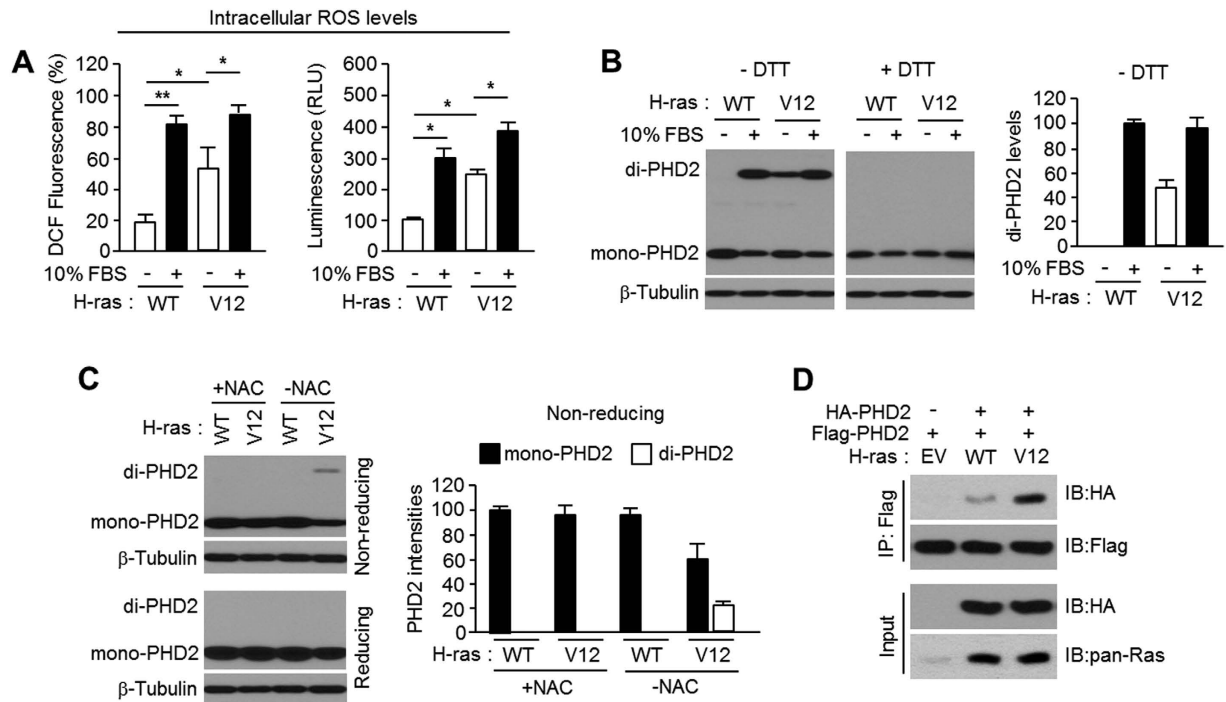 Intracellular ROS levels
A
DCF Fluorescence (%)
120
100
80
60
40
20
0
* *
**
10% FBS - + - +
H-ras : WT V12
Luminescence (RLU)
600
500
400
300
200
100
0
*
* *
10% FBS - + - +
H-ras : WT V12
B
- DTT + DTT
H-ras : WT V12 WT V12
10% FBS - + - + - + - +
di-PHD2
mono-PHD2
β-Tubulin
- DTT
di-PHD2 levels
120
100
80
60
40
20
0
10% FBS - + - +
H-ras : WT V12
C
+NAC -NAC
H-ras : WT V12 WT V12
di-PHD2
mono-PHD2
β-Tubulin
Non-reducing
di-PHD2
mono-PHD2
β-Tubulin
Reducing
Non-reducing
mono-PHD2 di-PHD2
PHD2 intensities
120
100
80
60
40
20
0
H-ras : WT V12 WT V12
+NAC -NAC
D
HA-PHD2 - + +
Flag-PHD2 + + +
H-ras : EV WT V12
IP: Flag
IB:HA
IB:Flag
Input
IB:HA
IB:pan-Ras